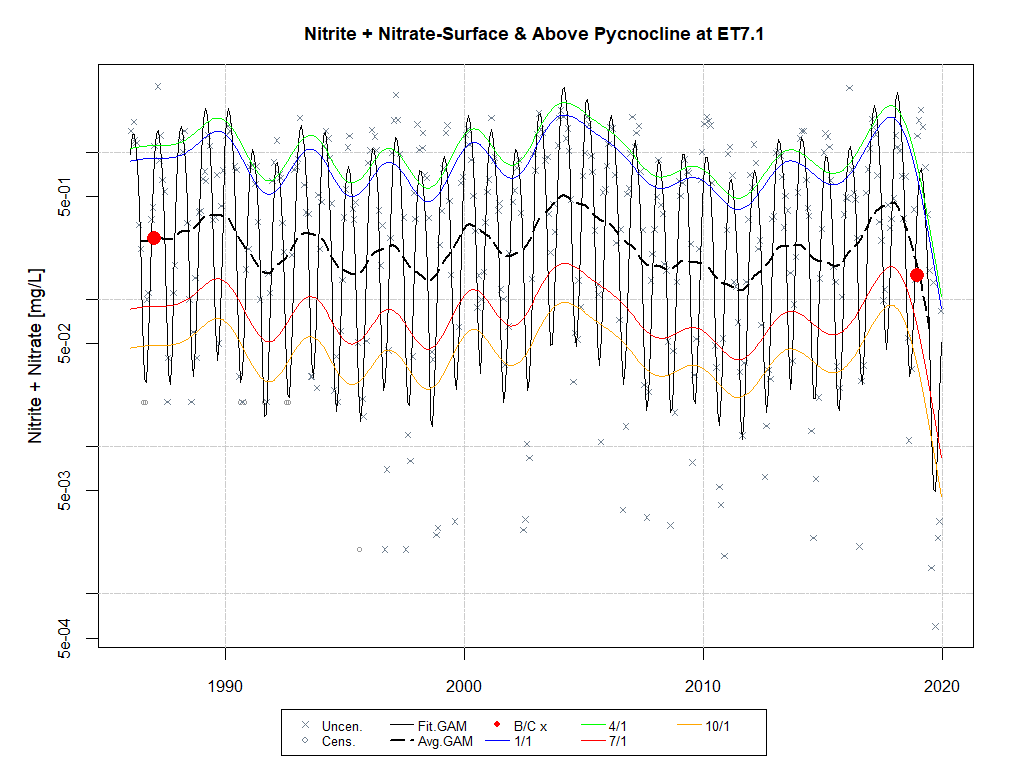 Nitrite + Nitrate-Surface & Above Pycnocline at ET7.1
Nitrite + Nitrate [mg/L]
5e-01
5e-02
5e-03
5e-04
1990 2000 2010 2020
Uncen. Fit.GAM B/C x 4/1 10/1
Cens. Avg.GAM 1/1 7/1